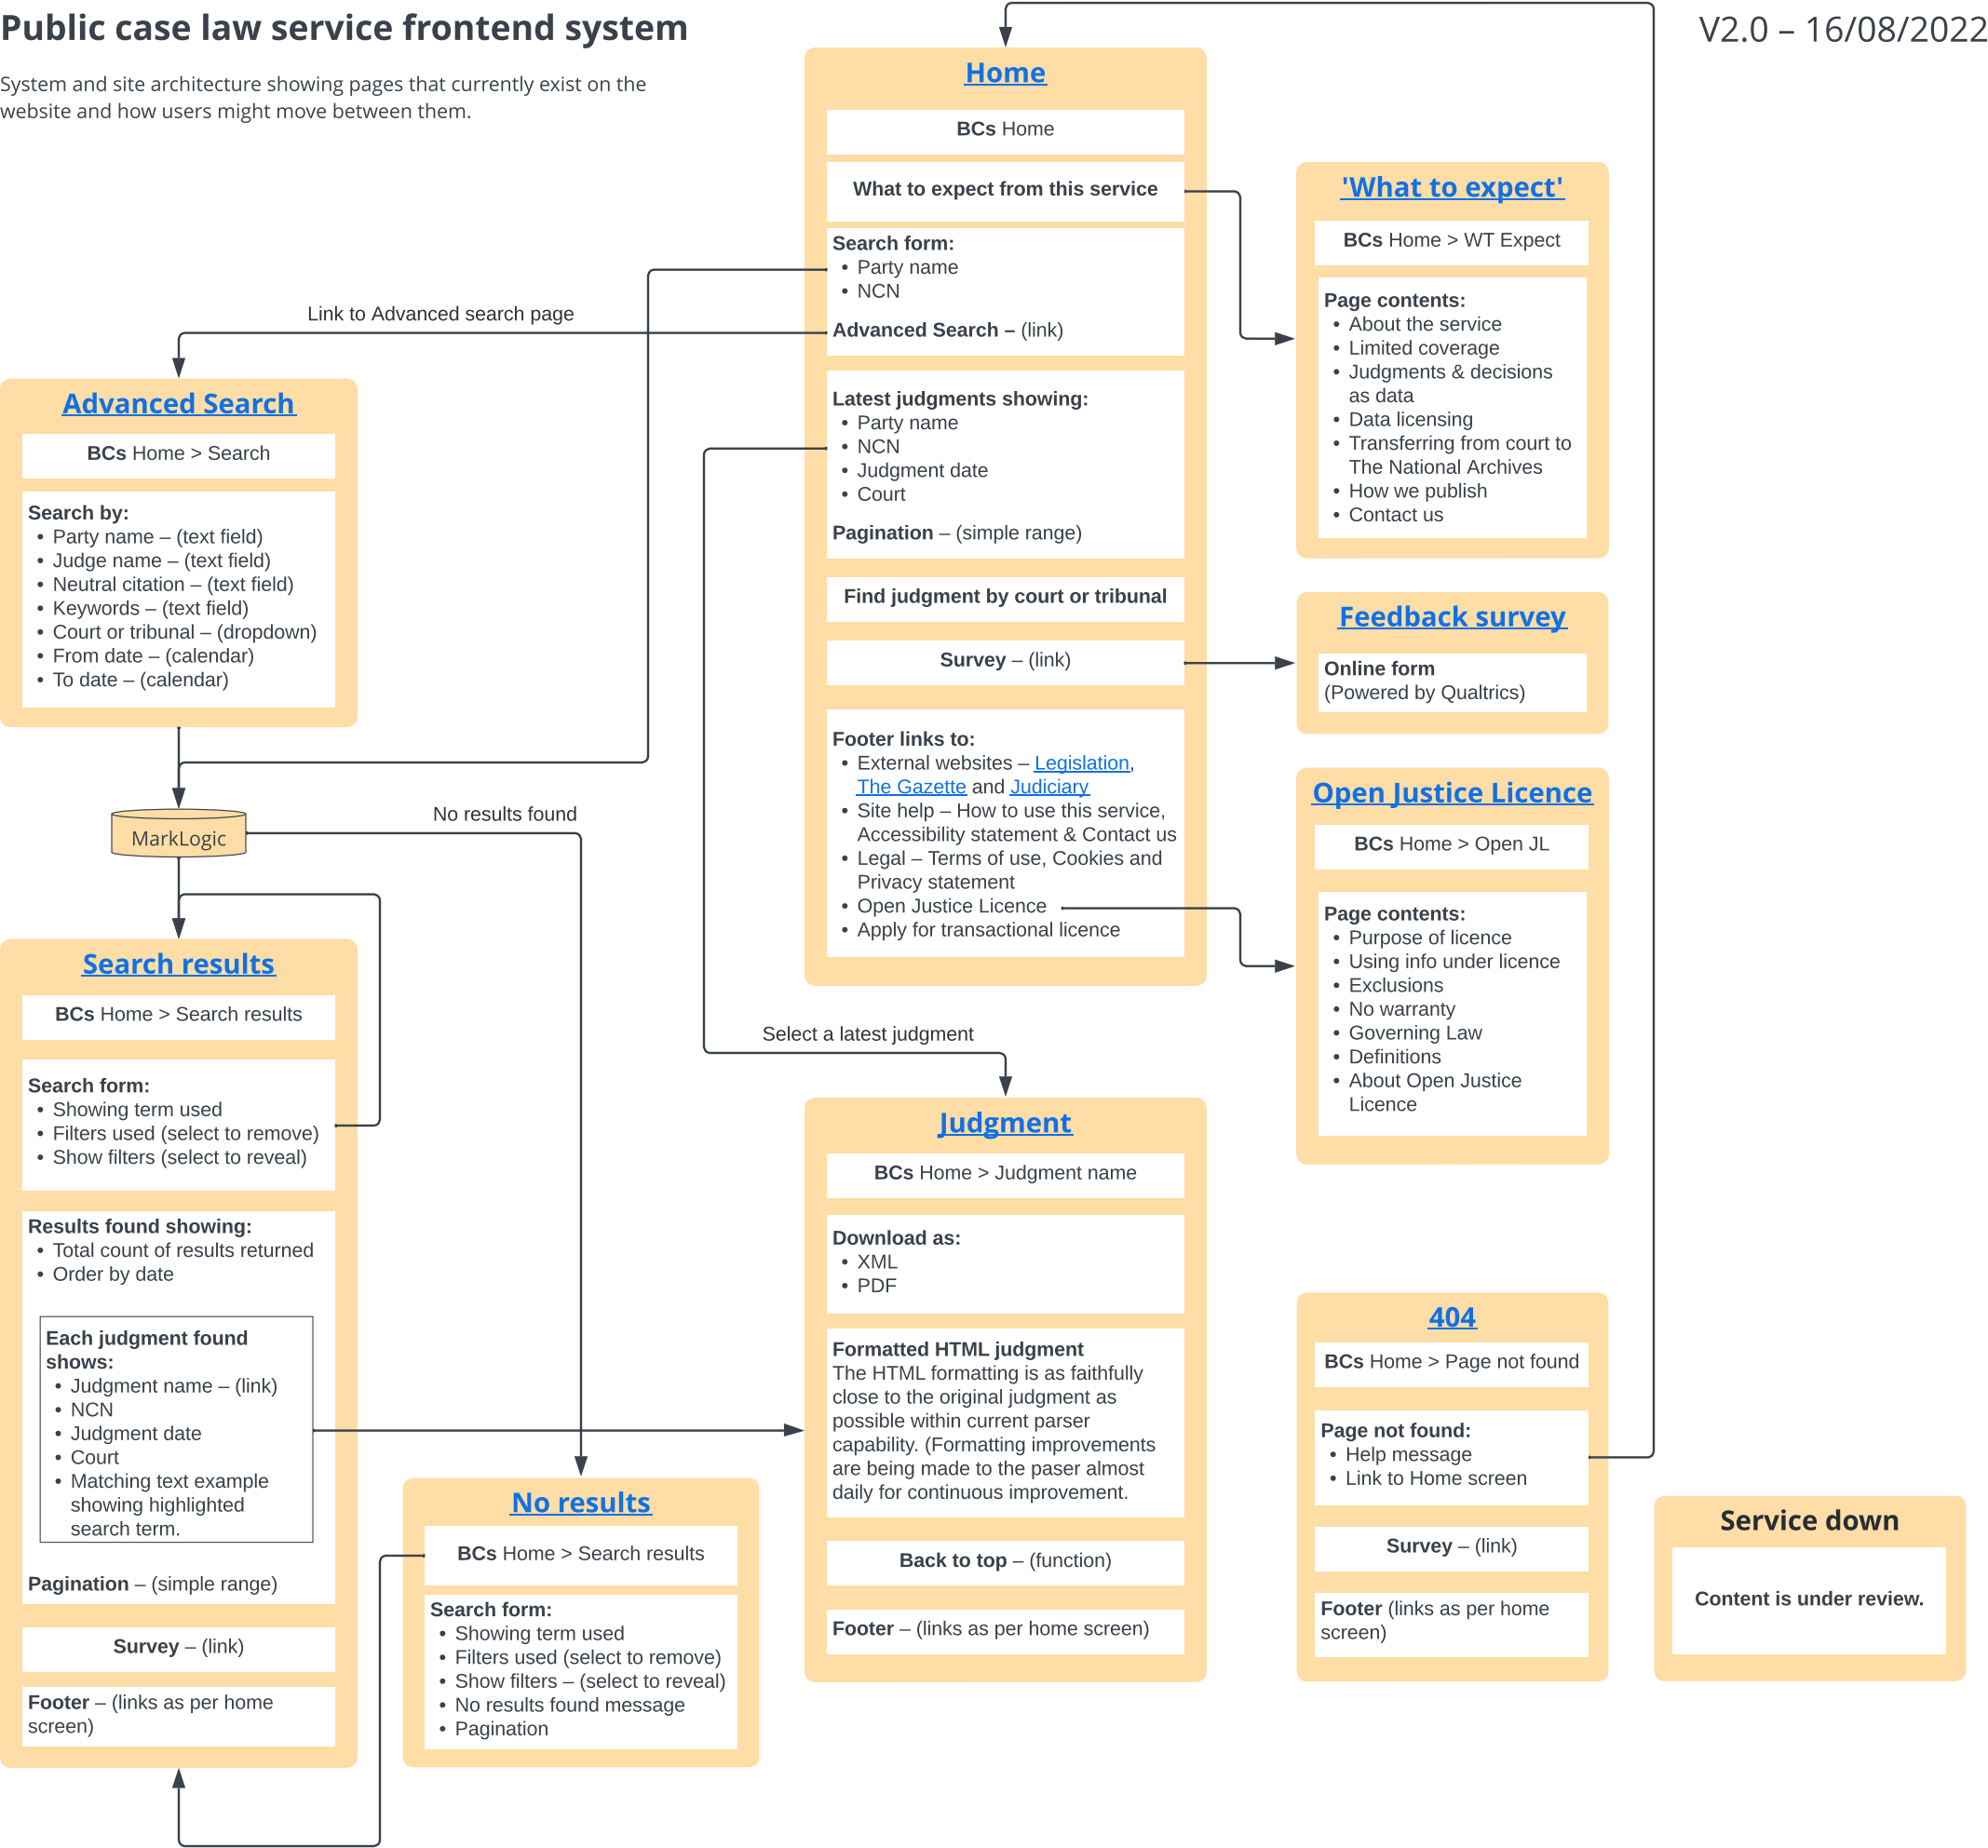 Public case law service frontend system
V2.0 – 16/08/2022
System and site architecture showing pages that currently exist on the
website and how users might move between them.
Home
BCs Home
What to expect from this service
Search form:
• Party name
• NCN
Advanced Search – (link)
Latest judgments showing:
• Party name
• NCN
• Judgment date
• Court
Pagination – (simple range)
Find judgment by court or tribunal
Survey – (link)
Footer links to:
• External websites – Legislation,
The Gazette and Judiciary
• Site help – How to use this service,
Accessibility statement & Contact us
• Legal – Terms of use, Cookies and
Privacy statement
• Open Justice Licence
• Apply for transactional licence
'What to expect'
BCs Home > WT Expect
Page contents:
• About the service
• Limited coverage
• Judgments & decisions
as data
• Data licensing
• Transferring from court to
The National Archives
• How we publish
• Contact us
Feedback survey
Online form
(Powered by Qualtrics)
Open Justice Licence
BCs Home > Open JL
Page contents:
• Purpose of licence
• Using info under licence
• Exclusions
• No warranty
• Governing Law
• Definitions
• About Open Justice
Licence
Link to Advanced search page
Advanced Search
BCs Home > Search
Search by:
• Party name – (text field)
• Judge name – (text field)
• Neutral citation – (text field)
• Keywords – (text field)
• Court or tribunal – (dropdown)
• From date – (calendar)
• To date – (calendar)
MarkLogic
No results found
Search results
BCs Home > Search results
Search form:
• Showing term used
• Filters used (select to remove)
• Show filters (select to reveal)
Results found showing:
• Total count of results returned
• Order by date
Each judgment found
shows:
• Judgment name – (link)
• NCN
• Judgment date
• Court
• Matching text example
showing highlighted
search term.
Pagination – (simple range)
Survey – (link)
Footer – (links as per home
screen)
No results
BCs Home > Search results
Search form:
• Showing term used
• Filters used (select to remove)
• Show filters – (select to reveal)
• No results found message
• Pagination
Select a latest judgment
Judgment
BCs Home > Judgment name
Download as:
• XML
• PDF
Formatted HTML judgment
The HTML formatting is as faithfully
close to the original judgment as
possible within current parser
capability. (Formatting improvements
are being made to the paser almost
daily for continuous improvement.
Back to top – (function)
Footer – (links as per home screen)
404
BCs Home > Page not found
Page not found:
• Help message
• Link to Home screen
Survey – (link)
Footer (links as per home
screen)
Service down
Content is under review.